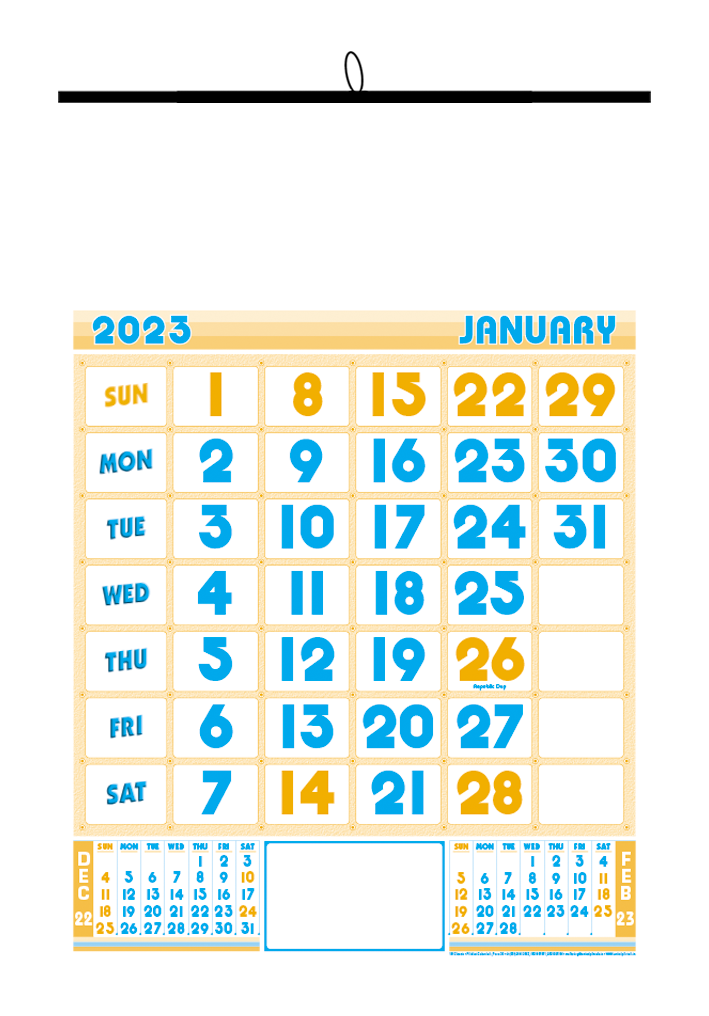 2023 JANUARY
SUN 1 8 15 22 29
MON 2 9 16 23 30
TUE 3 10 17 24 31
WED 4 11 18 25
THU 5 12 19 26
Republic Day
FRI 6 13 20 27
SAT 7 14 21 28
DEC 22
SUN MON TUE WED THU FRI SAT
1 2 3
4 5 6 7 8 9 10
11 12 13 14 15 16 17
18 19 20 21 22 23 24
25 26 27 28 29 30 31
SUN MON TUE WED THU FRI SAT
1 2 3 4
5 6 7 8 9 10 11
12 13 14 15 16 17 18
19 20 21 22 23 24 25
26 27 28
FEB 23